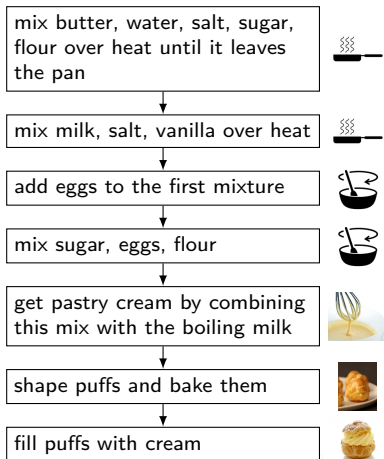 mix butter, water, salt, sugar,
flour over heat until it leaves
the pan
mix milk, salt, vanilla over heat
add eggs to the first mixture
mix sugar, eggs, flour
get pastry cream by combining
this mix with the boiling milk
shape puffs and bake them
fill puffs with cream